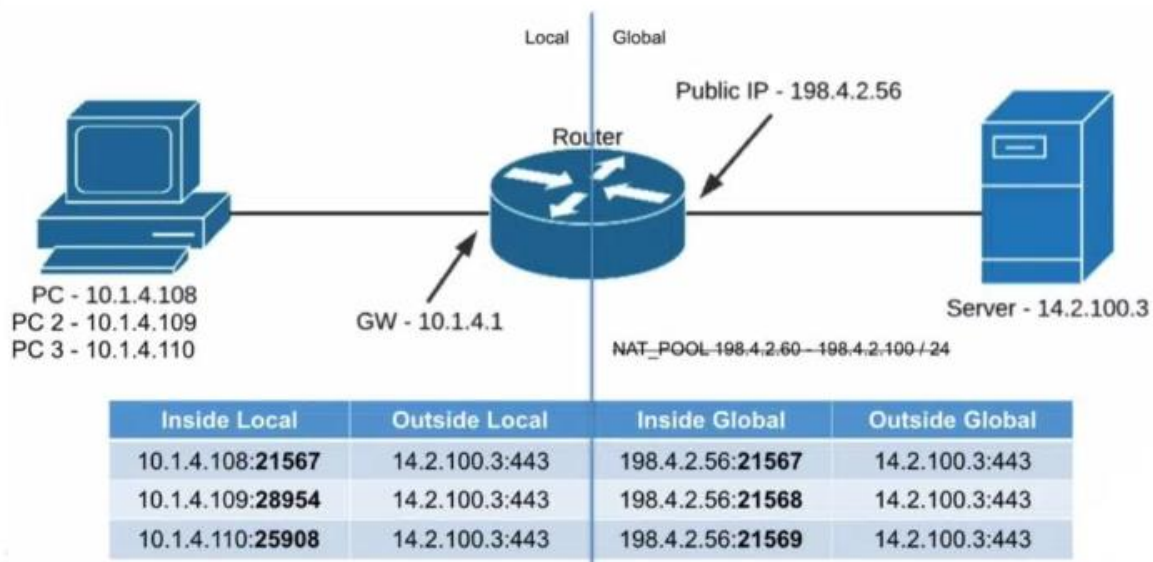 Local Global
Public IP - 198.4.2.56
Router
PC - 10.1.4.108
PC 2 - 10.1.4.109
PC 3 - 10.1.4.110
GW - 10.1.4.1
Server - 14.2.100.3
NAT_POOL 198.4.2.60 - 198.4.2.100 / 24
Inside Local Outside Local Inside Global Outside Global
10.1.4.108:21567 14.2.100.3:443 198.4.2.56:21567 14.2.100.3:443
10.1.4.109:28954 14.2.100.3:443 198.4.2.56:21568 14.2.100.3:443
10.1.4.110:25908 14.2.100.3:443 198.4.2.56:21569 14.2.100.3:443